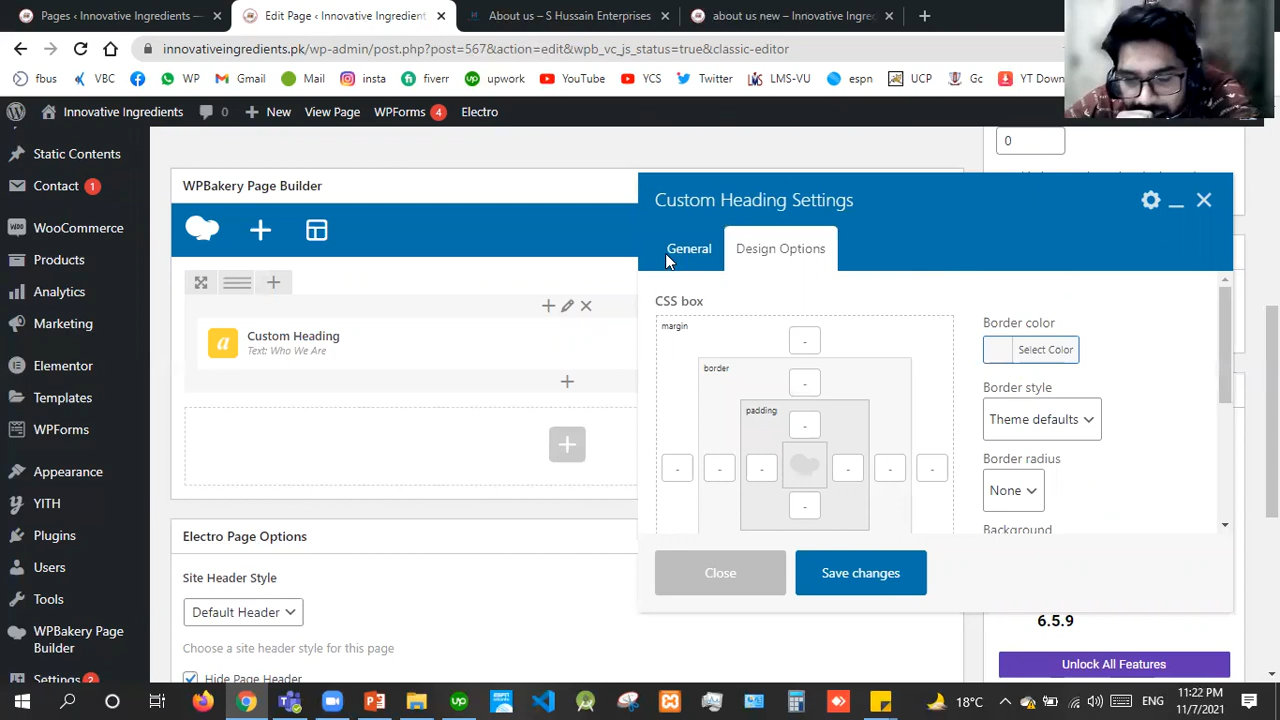 Pages ‹ Innovative Ingredients —
Edit Page ‹ Innovative Ingredient
About us – S Hussain Enterprises
about us new – Innovative Ingre
innovativeingredients.pk/wp-admin/post.php?post=567&action=edit&wpb_vc_js_status=true&classic-editor
fbus
VBC
WP
Gmail
Mail
insta
fiverr
upwork
YouTube
YCS
Twitter
LMS-VU
espn
UCP
Gc
YT Down
Innovative Ingredients
0
New
View Page
WPForms 4
Electro
Static Contents
Contact 1
WooCommerce
Products
Analytics
Marketing
Elementor
Templates
WPForms
Appearance
YITH
Plugins
Users
Tools
WPBakery Page
Builder
Settings 2
WPBakery Page Builder
Custom Heading
Text: Who We Are
Electro Page Options
Site Header Style
Default Header
Choose a site header style for this page
Hide Page Header
0
Custom Heading Settings
General
Design Options
CSS box
margin
border
padding
-
-
-
-
-
-
-
-
-
-
Border color
Select Color
Border style
Theme defaults
Border radius
None
Background
Close
Save changes
6.5.9
Unlock All Features
18°C
ENG
11:22 PM
11/7/2021